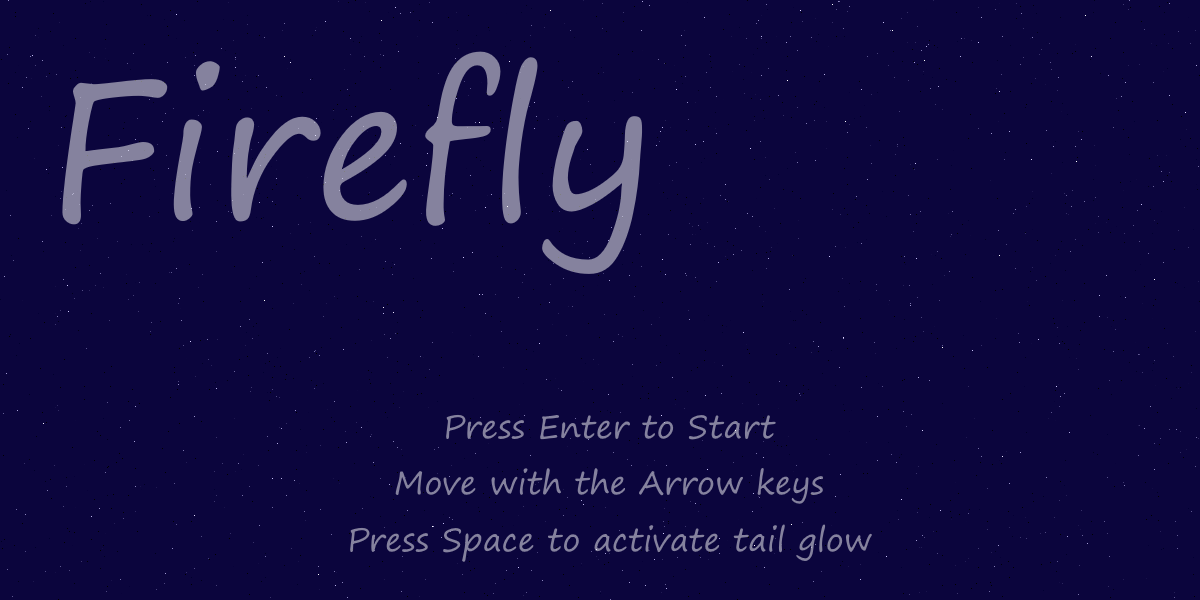 Firefly
Press Enter to Start
Move with the Arrow keys
Press Space to activate tail glow